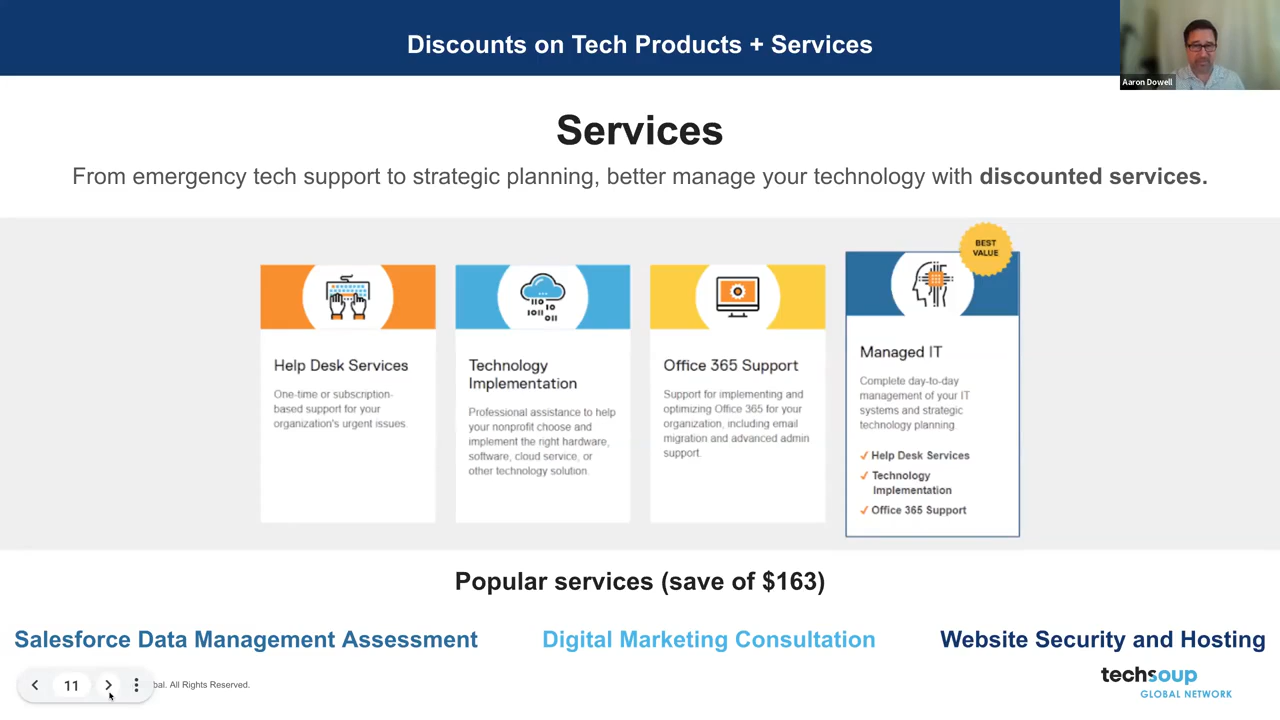 Discounts on Tech Products + Services
Aaron Dowell
Services
From emergency tech support to strategic planning, better manage your technology with discounted services.
BEST
VALUE
Help Desk Services
One-time or subscription-
based support for your
organization's urgent issues.
Technology
Implementation
Professional assistance to help
your nonprofit choose and
implement the right hardware,
software, cloud service, or
other technology solution.
Office 365 Support
Support for implementing and
optimizing Office 365 for your
organization, including email
migration and advanced admin
support.
Managed IT
Complete day-to-day
management of your IT
systems and strategic
technology planning.
✓ Help Desk Services
✓ Technology
Implementation
✓ Office 365 Support
Popular services (save of $163)
Salesforce Data Management Assessment
Digital Marketing Consultation
Website Security and Hosting
11
bal. All Rights Reserved.
techsoup
GLOBAL NETWORK